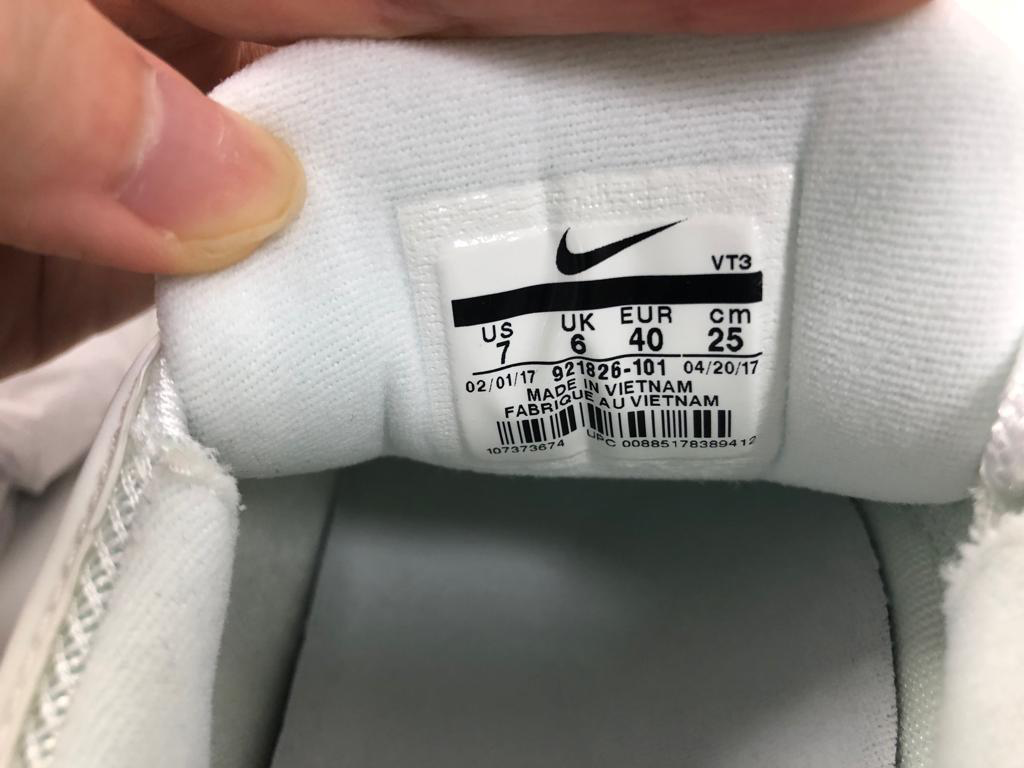 VT3
US UK EUR cm
7 6 40 25
02/01/17 921826-101 04/20/17
MADE IN VIETNAM
FABRIQUE AU VIETNAM
107373674 UPC 00885178389412